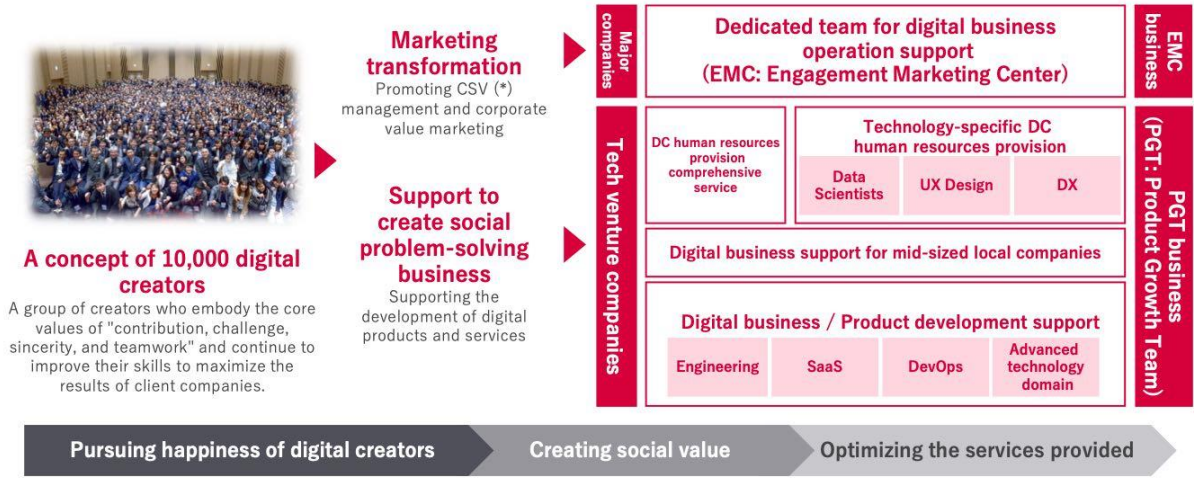 A concept of 10,000 digital
creators
A group of creators who embody the core
values of "contribution, challenge,
sincerity, and teamwork" and continue to
improve their skills to maximize the
results of client companies.
Marketing
transformation
Promoting CSV (*)
management and corporate
value marketing
Support to
create social
problem-solving
business
Supporting the
development of digital
products and services
Major
companies
Dedicated team for digital business
operation support
(EMC: Engagement Marketing Center)
EMC
business
Tech venture companies
DC human resources
provision
comprehensive
service
Technology-specific DC
human resources provision
Data
Scientists
UX Design
DX
Digital business support for mid-sized local companies
Digital business / Product development support
Engineering
SaaS
DevOps
Advanced
technology
domain
PGT business
(PGT: Product Growth Team)
Pursuing happiness of digital creators
Creating social value
Optimizing the services provided